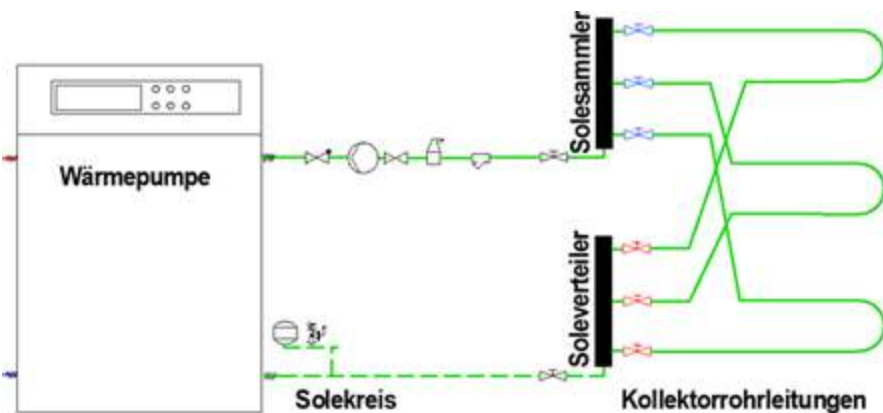 Solesammler
Wärmepumpe
Soleverteiler
Solekreis
Kollektorrohrleitungen